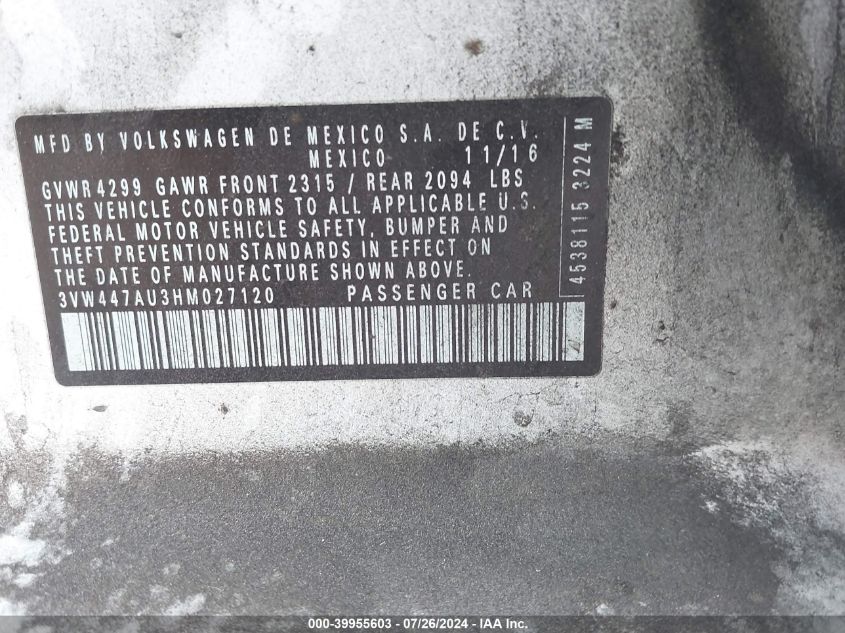 MFD BY VOLKSWAGEN DE MEXICO S.A. DE C.V.
MEXICO 11/16
GVWR 4299 GAWR FRONT 2315 / REAR 2094 LBS
THIS VEHICLE CONFORMS TO ALL APPLICABLE U.S.
FEDERAL MOTOR VEHICLE SAFETY, BUMPER AND
THEFT PREVENTION STANDARDS IN EFFECT ON
THE DATE OF MANUFACTURE SHOWN ABOVE.
3VW447AU3HM027120 PASSENGER CAR
4538115 3224 M
000-39955603 - 07/26/2024 - IAA Inc.